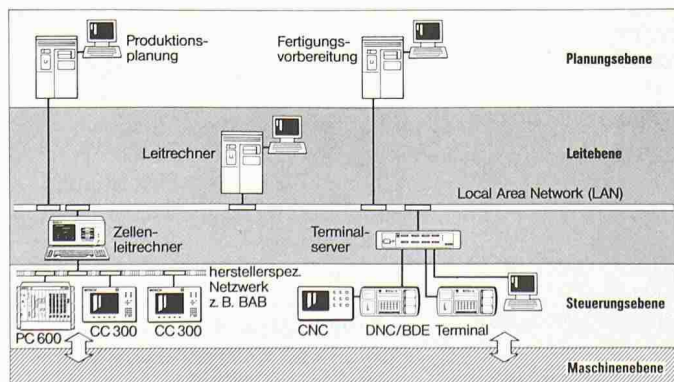 Produktions-
planung
Fertigungs-
vorbereitung
Planungsebene
Leitrechner
Leitebene
Local Area Network (LAN)
Zellen-
leitrechner
Terminal-
server
herstellerspez.
Netzwerk
z. B. BAB
Steuerungsebene
PC 600
CC 300
CC 300
CNC
DNC/BDE
Terminal
Maschinenebene